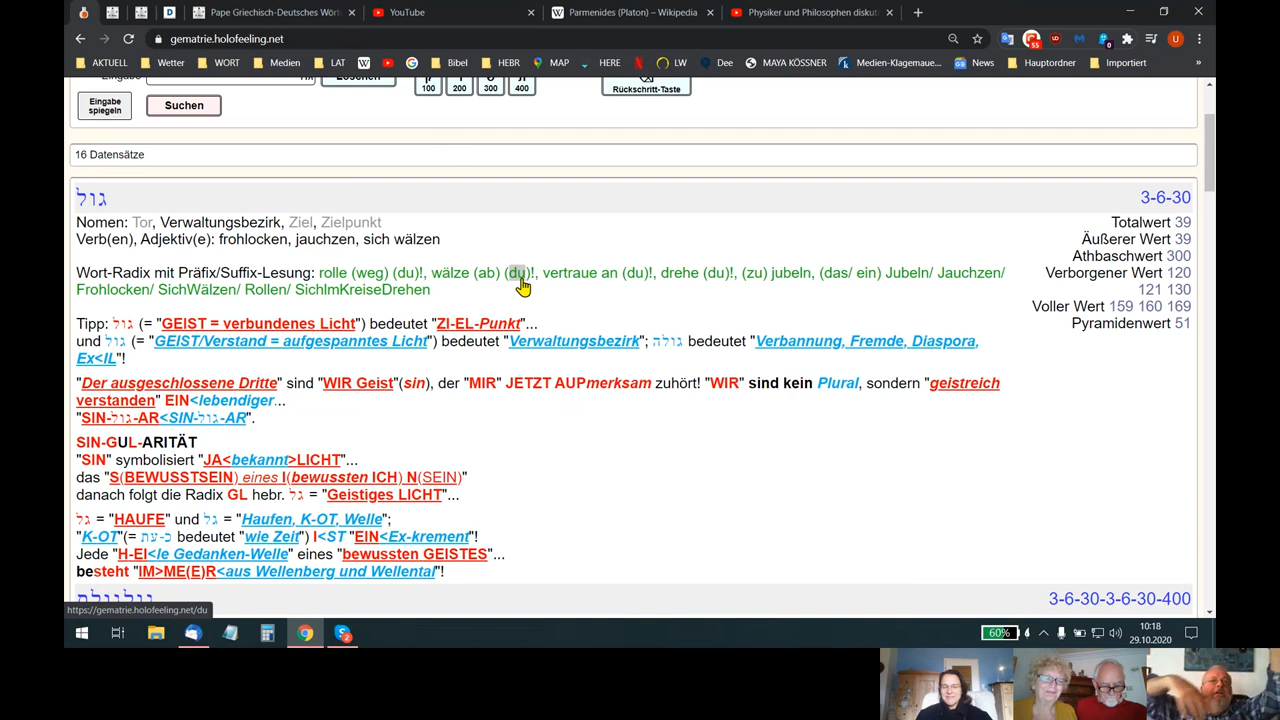 Pape Griechisch-Deutsches Wört
YouTube
Parmenides (Platon) – Wikipedia
Physiker und Philosophen diskut
gematrie.holofeeling.net
AKTUELL Wetter WORT Medien LAT Bibel HEBR MAP HERE LW Dee MAYA KÖSSNER Medien-Klagemaue... News Hauptordner Importiert »
Eingabe Löschen
100 200 300 400
Rückschritt-Taste
Eingabe spiegeln
Suchen
16 Datensätze
גול 3-6-30
Nomen: Tor, Verwaltungsbezirk, Ziel, Zielpunkt
Totalwert 39
Verb(en), Adjektiv(e): frohlocken, jauchzen, sich wälzen
Äußerer Wert 39
Athbaschwert 300
Wort-Radix mit Präfix/Suffix-Lesung: rolle (weg) (du)!, wälze (ab) (du)!, vertraue an (du)!, drehe (du)!, (zu) jubeln, (das/ ein) Jubeln/ Jauchzen/
Verborgener Wert 120
Frohlocken/ SichWälzen/ Rollen/ SichImKreiseDrehen
121 130
Voller Wert 159 160 169
Pyramidenwert 51
Tipp: גול (= "GEIST = verbundenes Licht") bedeutet "ZI-EL-Punkt"...
und גול (= "GEIST/Verstand = aufgespanntes Licht") bedeutet "Verwaltungsbezirk"; גולה bedeutet "Verbannung, Fremde, Diaspora,
Ex<IL"!
"Der ausgeschlossene Dritte" sind "WIR Geist"(sin), der "MIR" JETZT AUPmerksam zuhört! "WIR" sind kein Plural, sondern "geistreich
verstanden" EIN<lebendiger...
"SIN-גול-AR<SIN-גול-AR".
SIN-GUL-ARITÄT
"SIN" symbolisiert "JA<bekannt>LICHT"...
das "S(BEWUSSTSEIN) eines I(bewussten ICH) N(SEIN)"
danach folgt die Radix GL hebr. גל = "Geistiges LICHT"...
גל = "HAUFE" und גל = "Haufen, K-OT, Welle";
"K-OT"(= כ-עת bedeutet "wie Zeit") I<ST "EIN<Ex-krement"!
Jede "H-EI<le Gedanken-Welle" eines "bewussten GEISTES"...
besteht "IM>ME(E)R<aus Wellenberg und Wellental"!
3-6-30-3-6-30-400
https://gematrie.holofeeling.net/du
60%
10:18
29.10.2020